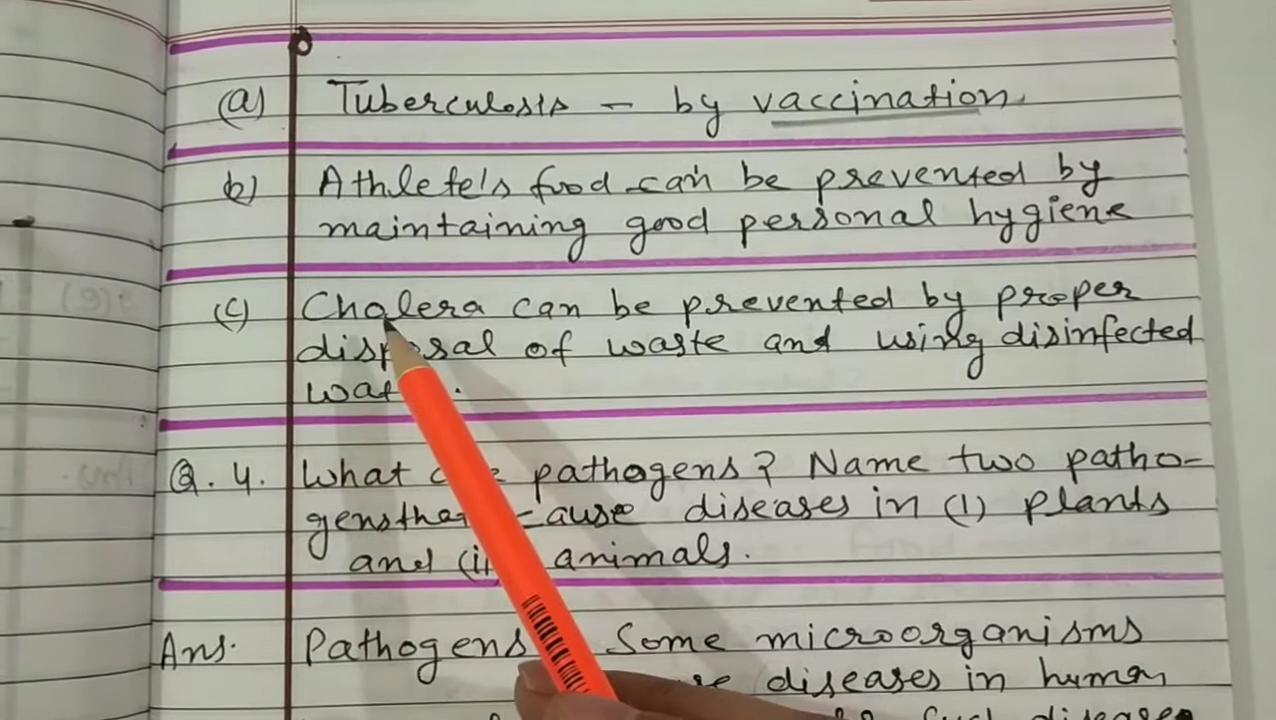 (a) Tuberculosis - by vaccination.
b) Athlete's food can be prevented by
maintaining good personal hygiene
(c) Cholera can be prevented by proper
disposal of waste and using disinfected
Q.4. What pathogens? Name two patho-
gens cause diseases in (1) plants
and animals.
Ans. Pathogens Some microorganisms
diseases in human